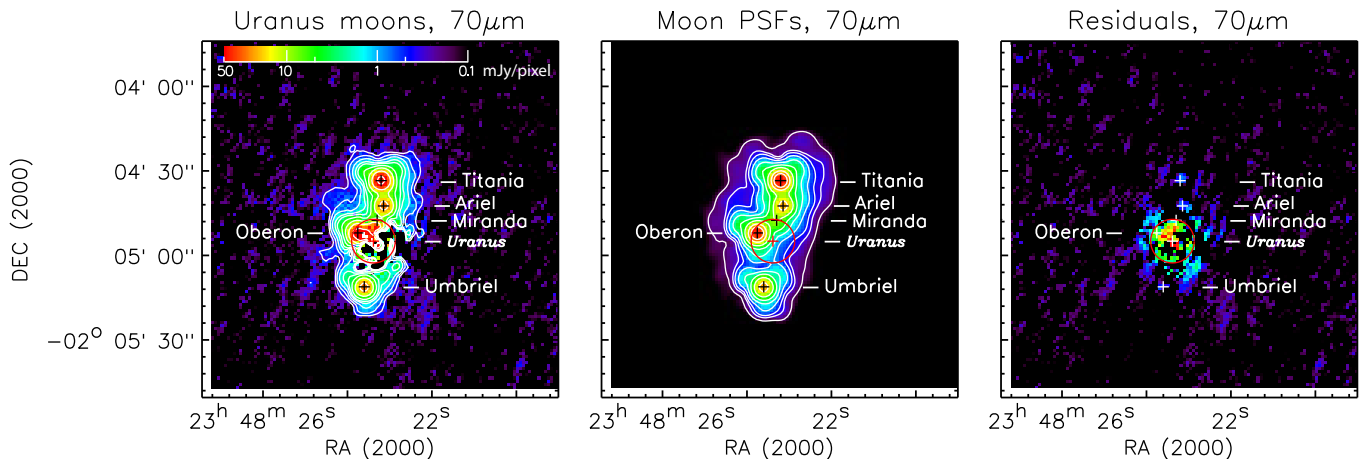 Uranus moons, 70μm
Moon PSFs, 70μm
Residuals, 70μm
50 10 1 0.1 mJy/pixel
DEC (2000)
04' 00"
04' 30"
05' 00"
−02° 05' 30"
Titania
Ariel
Miranda
Oberon
Uranus
Umbriel
Titania
Ariel
Miranda
Oberon
Uranus
Umbriel
Titania
Ariel
Miranda
Oberon
Uranus
Umbriel
23h 48m 26s 22s
RA (2000)
23h 48m 26s 22s
RA (2000)
23h 48m 26s 22s
RA (2000)